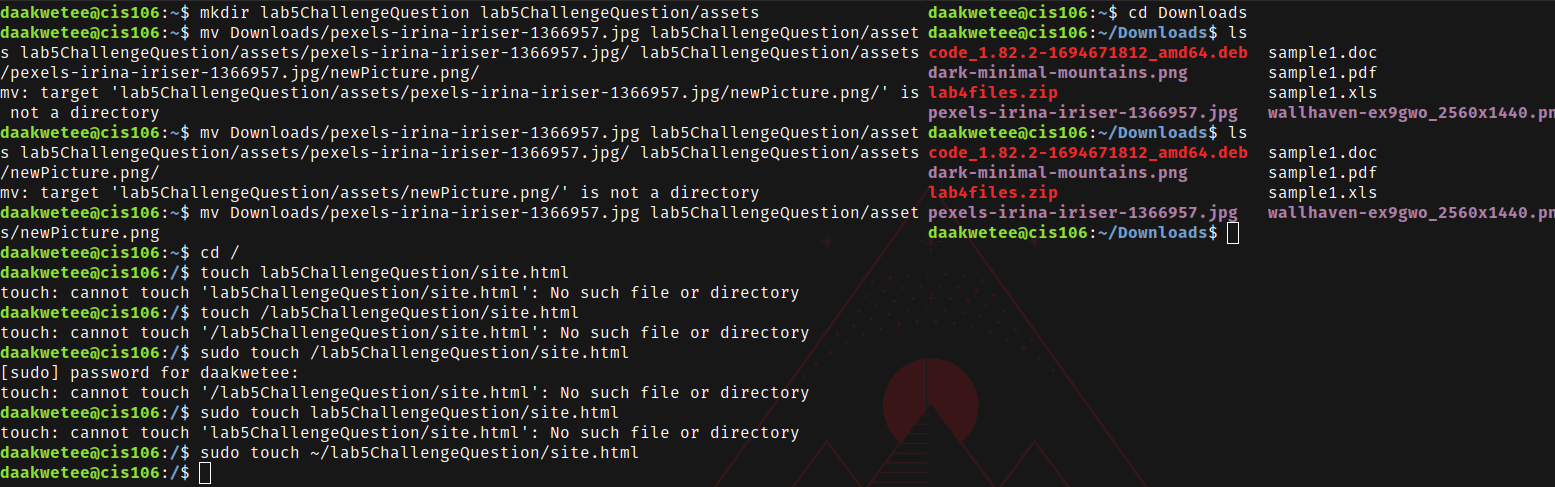 daakwetee@cis106:~$ mkdir lab5ChallengeQuestion lab5ChallengeQuestion/assets
daakwetee@cis106:~$ mv Downloads/pexels-irina-iriser-1366957.jpg lab5ChallengeQuestion/asset
s lab5ChallengeQuestion/assets/pexels-irina-iriser-1366957.jpg/ lab5ChallengeQuestion/assets
/pexels-irina-iriser-1366957.jpg/newPicture.png/
mv: target 'lab5ChallengeQuestion/assets/pexels-irina-iriser-1366957.jpg/newPicture.png/' is
 not a directory
daakwetee@cis106:~$ mv Downloads/pexels-irina-iriser-1366957.jpg lab5ChallengeQuestion/asset
s lab5ChallengeQuestion/assets/pexels-irina-iriser-1366957.jpg/ lab5ChallengeQuestion/assets
/newPicture.png/
mv: target 'lab5ChallengeQuestion/assets/newPicture.png/' is not a directory
daakwetee@cis106:~$ mv Downloads/pexels-irina-iriser-1366957.jpg lab5ChallengeQuestion/asset
s/newPicture.png
daakwetee@cis106:~$ cd /
daakwetee@cis106:/$ touch lab5ChallengeQuestion/site.html
touch: cannot touch 'lab5ChallengeQuestion/site.html': No such file or directory
daakwetee@cis106:/$ touch /lab5ChallengeQuestion/site.html
touch: cannot touch '/lab5ChallengeQuestion/site.html': No such file or directory
daakwetee@cis106:/$ sudo touch /lab5ChallengeQuestion/site.html
[sudo] password for daakwetee:
touch: cannot touch '/lab5ChallengeQuestion/site.html': No such file or directory
daakwetee@cis106:/$ sudo touch lab5ChallengeQuestion/site.html
touch: cannot touch 'lab5ChallengeQuestion/site.html': No such file or directory
daakwetee@cis106:/$ sudo touch ~/lab5ChallengeQuestion/site.html
daakwetee@cis106:/$
daakwetee@cis106:~$ cd Downloads
daakwetee@cis106:~/Downloads$ ls
code_1.82.2-1694671812_amd64.deb sample1.doc
dark-minimal-mountains.png sample1.pdf
lab4files.zip sample1.xls
pexels-irina-iriser-1366957.jpg wallhaven-ex9gwo_2560x1440.pn
daakwetee@cis106:~/Downloads$ ls
code_1.82.2-1694671812_amd64.deb sample1.doc
dark-minimal-mountains.png sample1.pdf
lab4files.zip sample1.xls
pexels-irina-iriser-1366957.jpg wallhaven-ex9gwo_2560x1440.pn
daakwetee@cis106:~/Downloads$